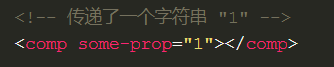 <!-- 传递了一个字符串 "1" -->
<comp some-prop="1"></comp>